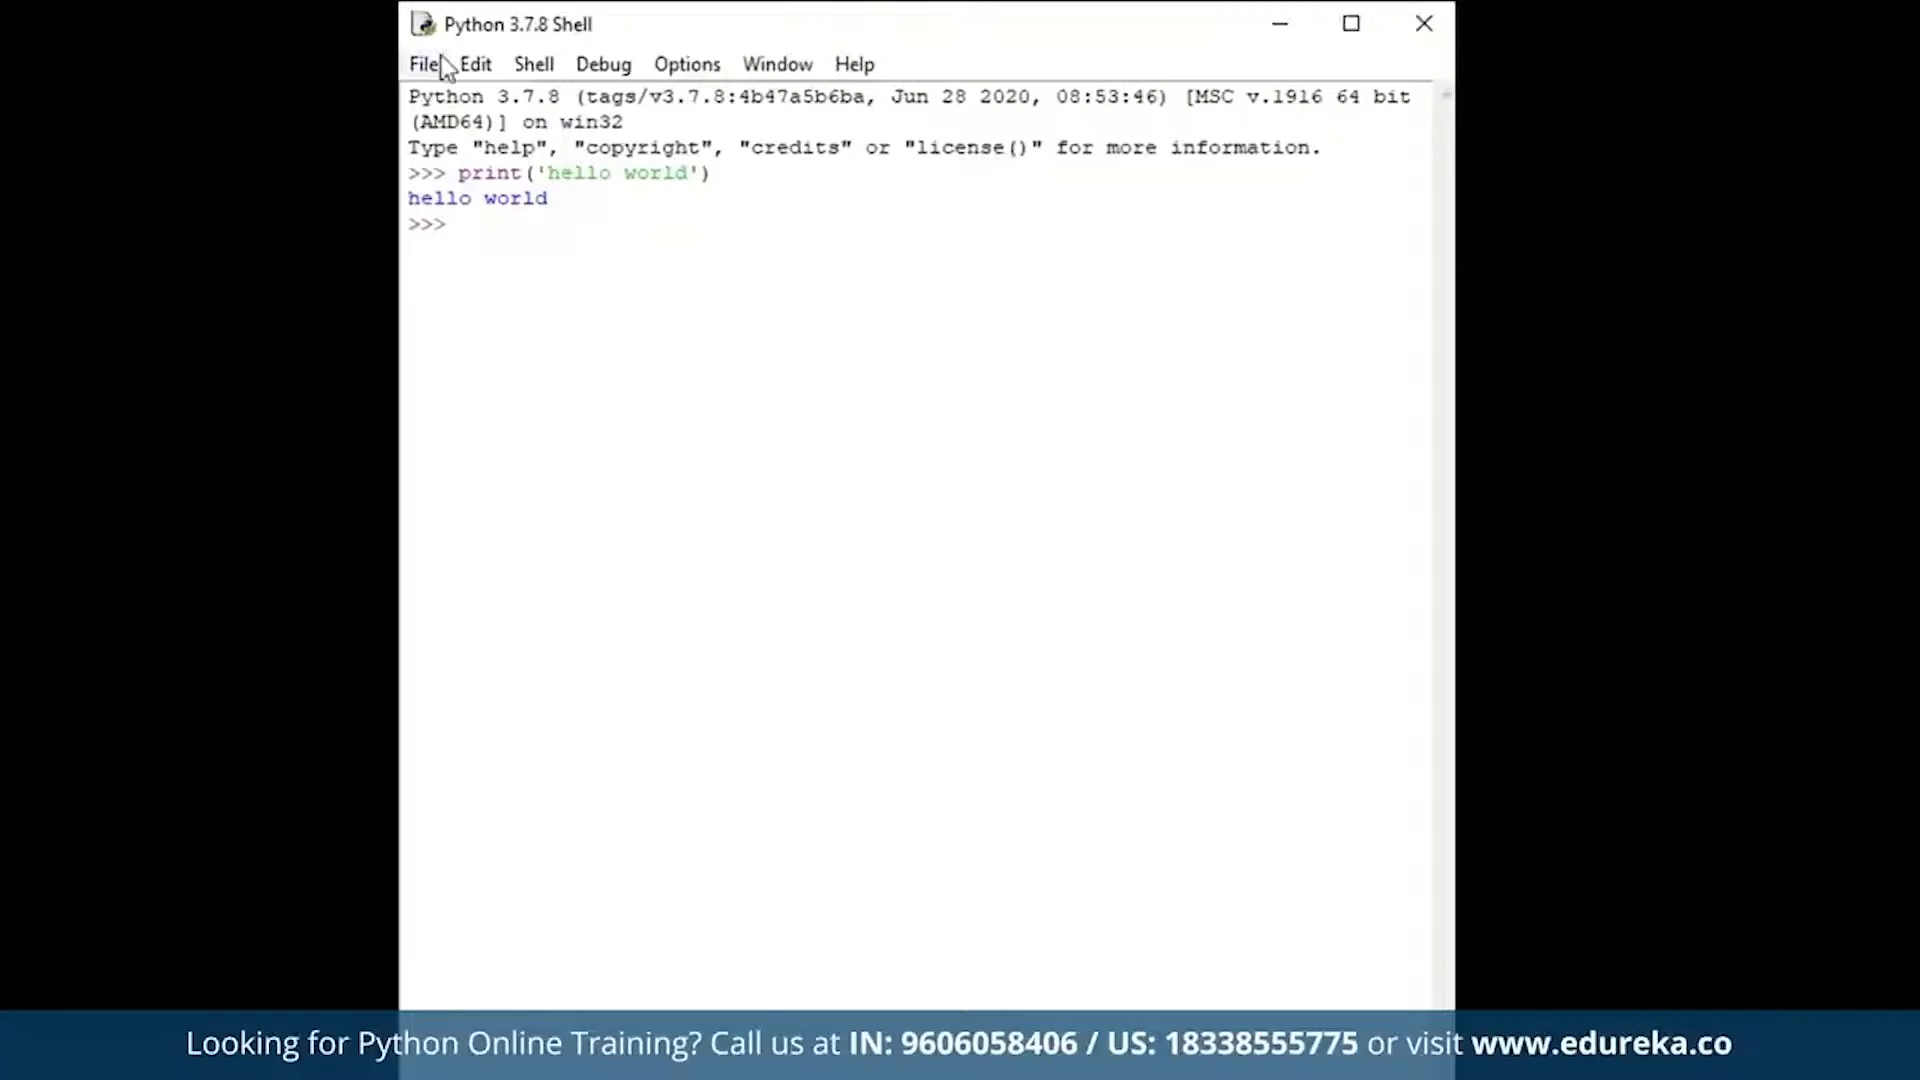 Python 3.7.8 Shell
File Edit Shell Debug Options Window Help
Python 3.7.8 (tags/v3.7.8:4b47a5b6ba, Jun 28 2020, 08:53:46) [MSC v.1916 64 bit
(AMD64)] on win32
Type "help", "copyright", "credits" or "license()" for more information.
>>> print('hello world')
hello world
>>>
Looking for Python Online Training? Call us at IN: 9606058406 / US: 18338555775 or visit www.edureka.co